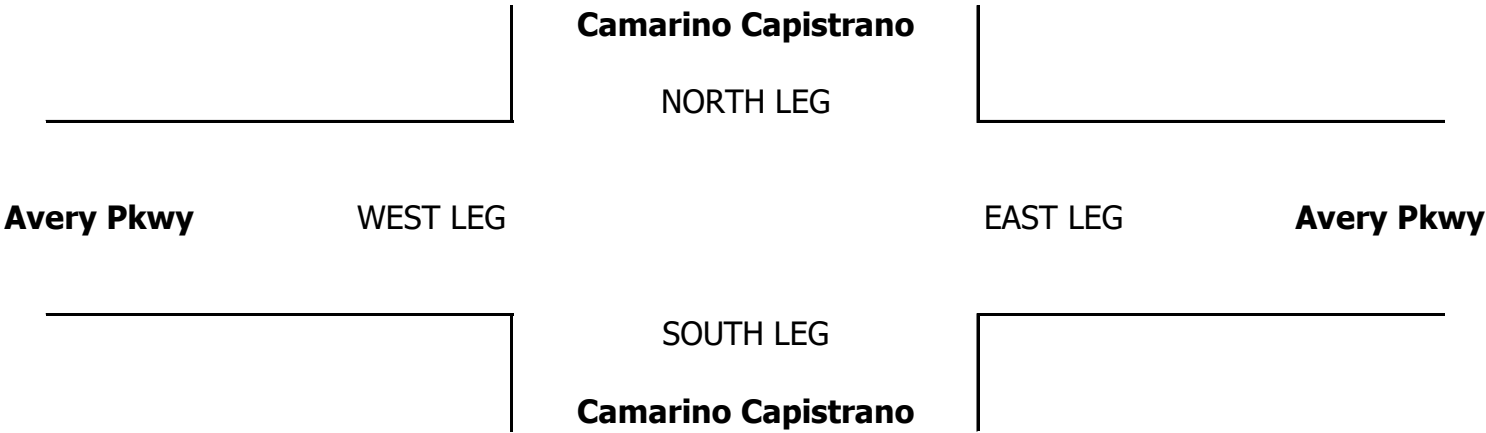 Camarino Capistrano
NORTH LEG
Avery Pkwy WEST LEG EAST LEG Avery Pkwy
SOUTH LEG
Camarino Capistrano